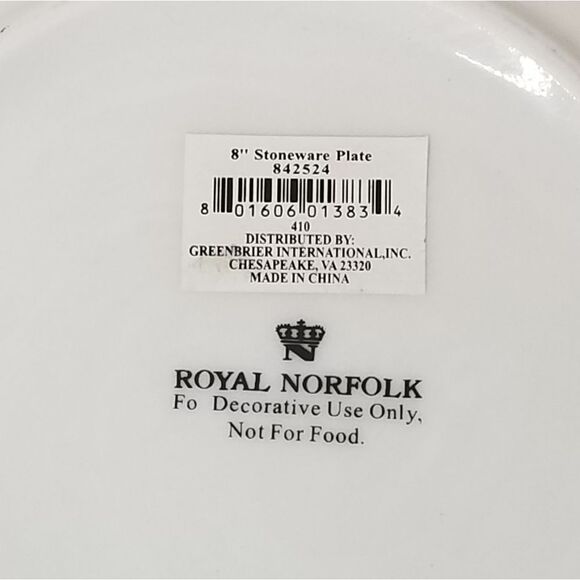 8" Stoneware Plate
842524
8 01606 01383 4
410
DISTRIBUTED BY:
GREENBRIER INTERNATIONAL,INC.
CHESAPEAKE, VA 23320
MADE IN CHINA
N
ROYAL NORFOLK
Fo Decorative Use Only,
Not For Food.